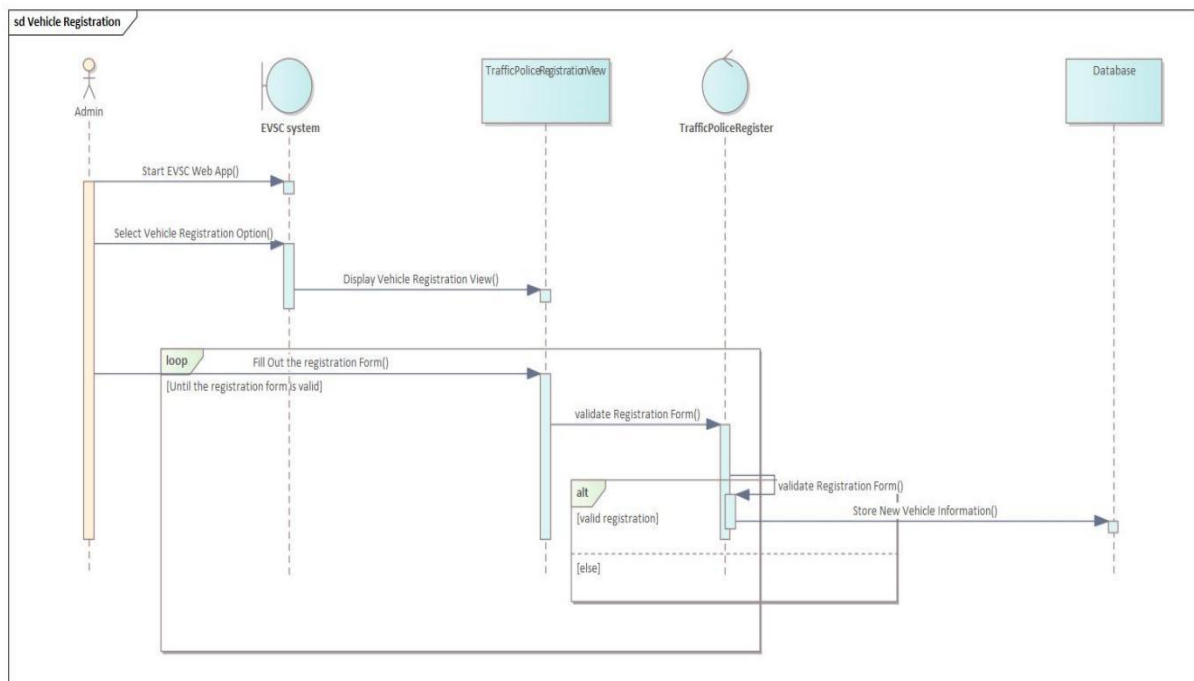 sd Vehicle Registration
Admin
EVSC system
TrafficPoliceRegistrationView
TrafficPoliceRegister
Database
Start EVSC Web App()
Select Vehicle Registration Option()
Display Vehicle Registration View()
loop
Fill Out the registration Form()
[Until the registration form is valid]
validate Registration Form()
validate Registration Form()
alt
[valid registration]
Store New Vehicle Information()
[else]